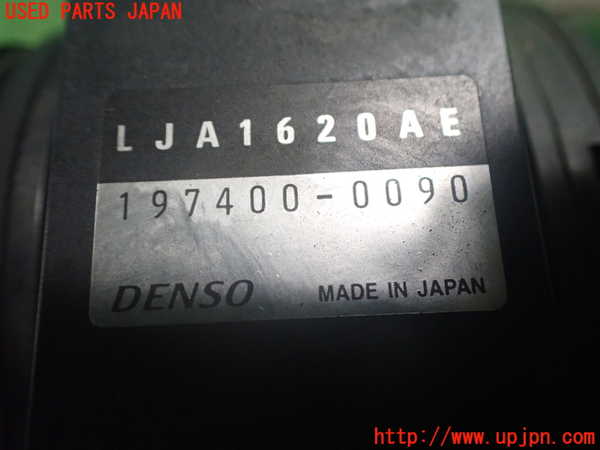 USED PARTS JAPAN
LJA1620AE
197400-0090
DENSO MADE IN JAPAN
http://www.upjpn.com